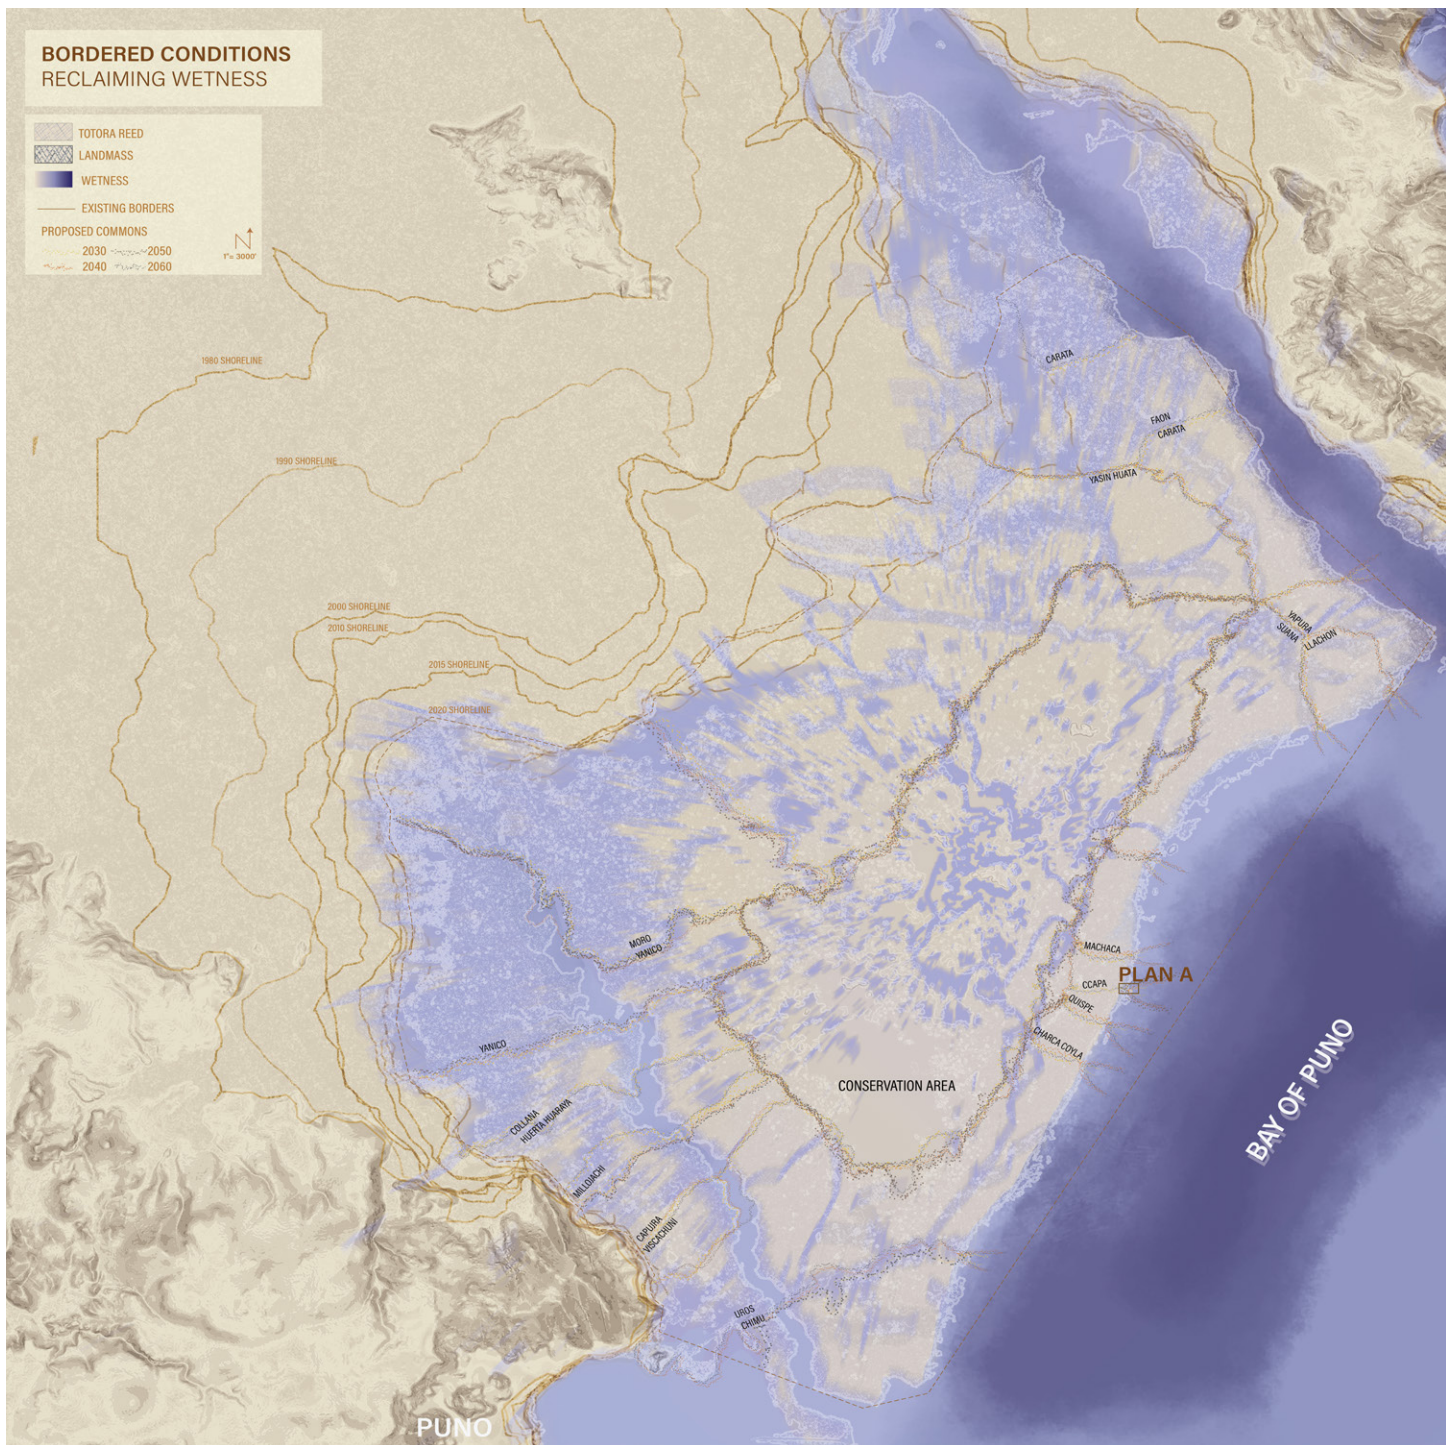 BORDERED CONDITIONS
RECLAIMING WETNESS
TOTORA REED
LANDMASS
WETNESS
EXISTING BORDERS
PROPOSED COMMONS
2030 2050
2040 2060
N
1"= 3000'
1980 SHORELINE
1990 SHORELINE
2000 SHORELINE
2010 SHORELINE
2015 SHORELINE
2020 SHORELINE
CARATA
FAON
CARATA
YASIN HUATA
YAPURA
SUANA
LLACHON
MORO
YANICO
MACHACA
PLAN A
CCAPA
QUISPE
CHARCA COYLA
YANICO
CONSERVATION AREA
COLLANA
HUERTA HUARAYA
MILLOJACHI
CAPUJRA
VISCACHUNI
UROS
CHIMU
BAY OF PUNO
PUNO